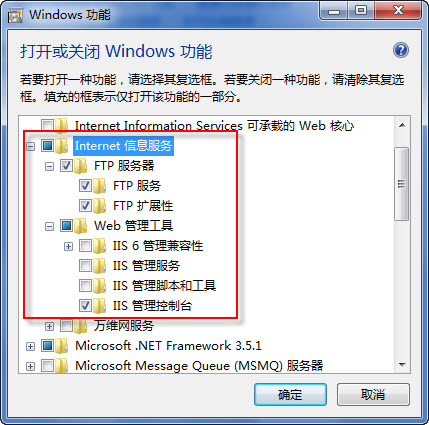 Windows 功能
打开或关闭 Windows 功能
若要打开一种功能，请选择其复选框。若要关闭一种功能，请清除其复选
框。填充的框表示仅打开该功能的一部分。
Internet Information Services 可承载的 Web 核心
Internet 信息服务
FTP 服务器
FTP 服务
FTP 扩展性
Web 管理工具
IIS 6 管理兼容性
IIS 管理服务
IIS 管理脚本和工具
IIS 管理控制台
万维网服务
Microsoft .NET Framework 3.5.1
Microsoft Message Queue (MSMQ) 服务器
确定
取消